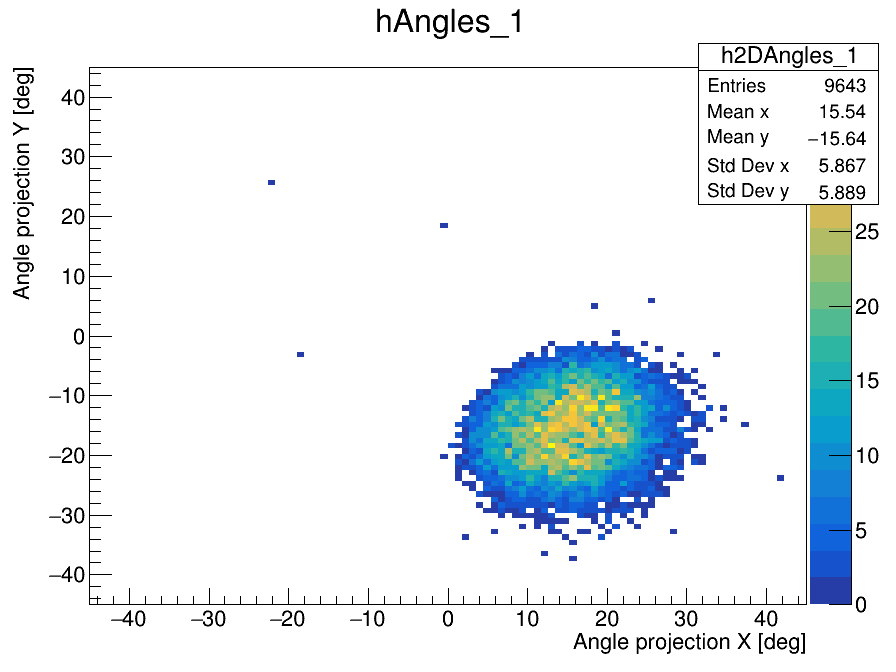 hAngles_1
h2DAngles_1
Entries 9643
Mean x 15.54
Mean y −15.64
Std Dev x 5.867
Std Dev y 5.889
Angle projection Y [deg]
40
30
20
10
0
−10
−20
−30
−40
−40 −30 −20 −10 0 10 20 30 40
Angle projection X [deg]
25
20
15
10
5
0